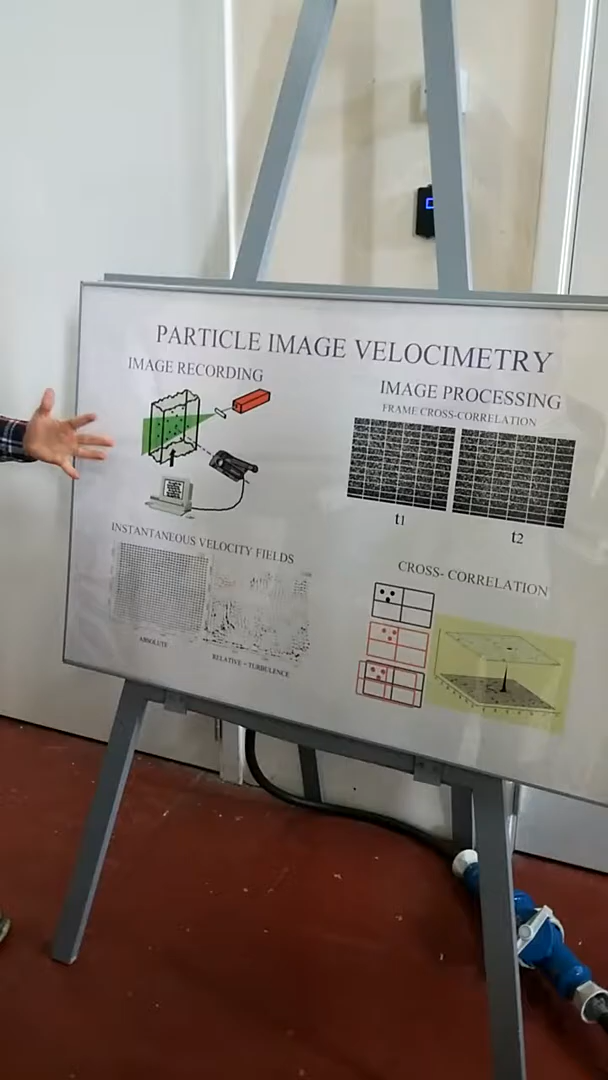 PARTICLE IMAGE VELOCIMETRY
IMAGE RECORDING
IMAGE PROCESSING
FRAME CROSS-CORRELATION
t1
t2
INSTANTANEOUS VELOCITY FIELDS
ABSOLUTE
RELATIVE = TURBULENCE
CROSS- CORRELATION